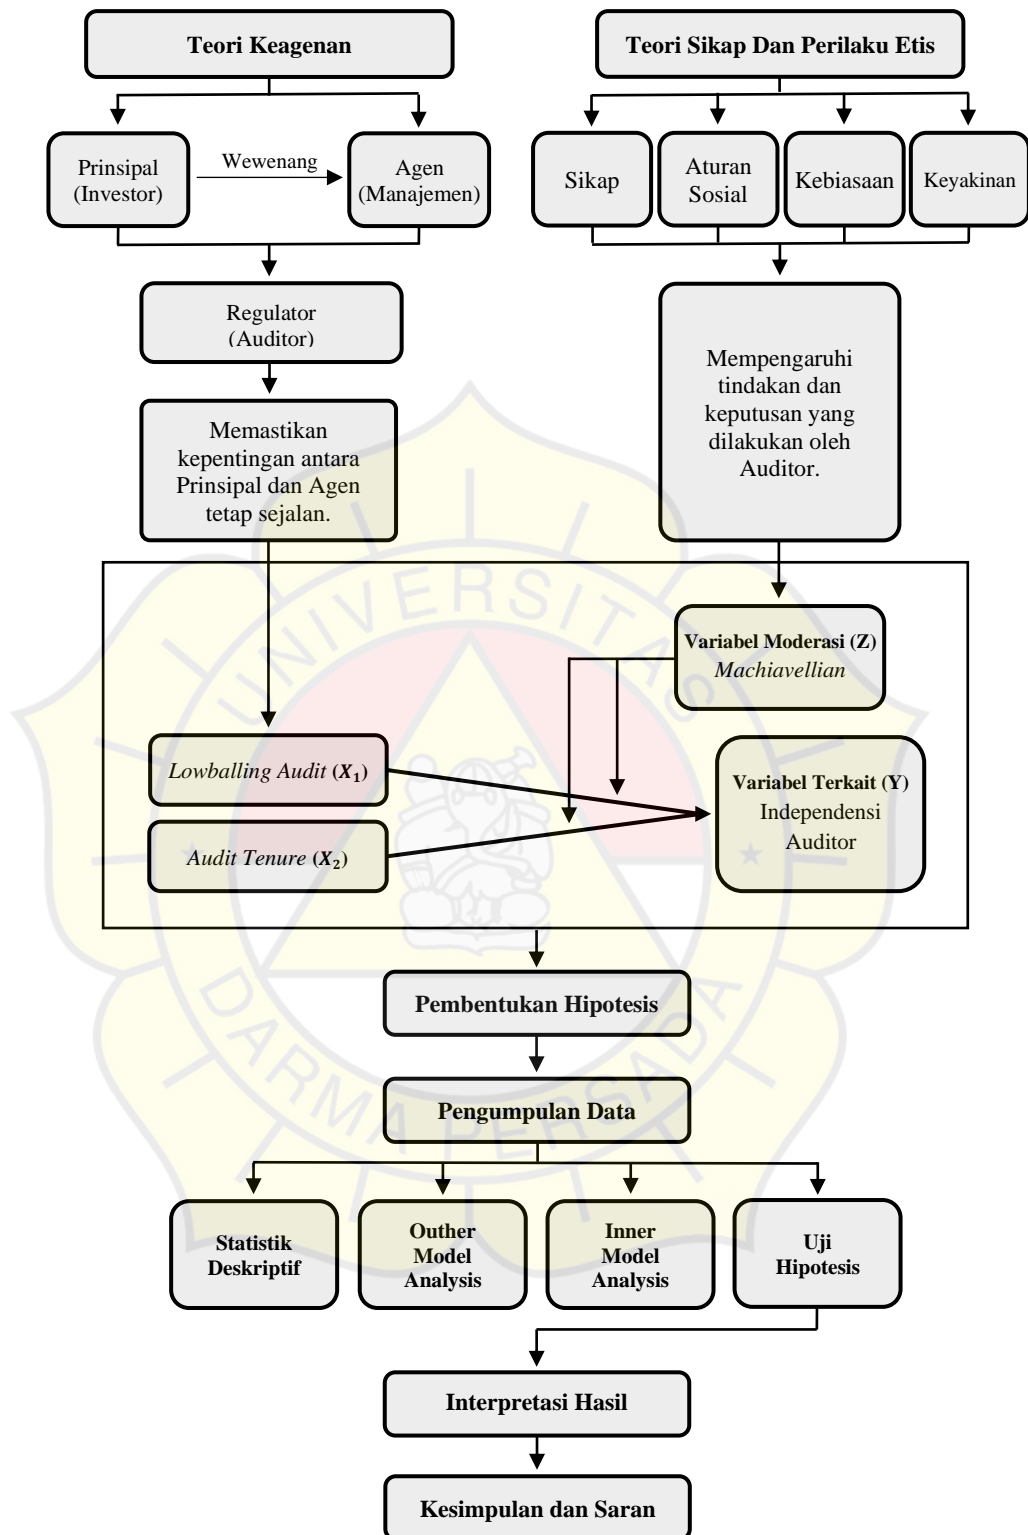 Teori Keagenan
Teori Sikap Dan Perilaku Etis
Prinsipal
(Investor)
Wewenang
Agen
(Manajemen)
Sikap
Aturan
Sosial
Kebiasaan
Keyakinan
Regulator
(Auditor)
Memastikan
kepentingan antara
Prinsipal dan Agen
tetap sejalan.
Mempengaruhi
tindakan dan
keputusan yang
dilakukan oleh
Auditor.
Variabel Moderasi (Z)
Machiavellian
Lowballing Audit (X₁)
Audit Tenure (X₂)
Variabel Terkait (Y)
Independensi
Auditor
Pembentukan Hipotesis
Pengumpulan Data
Statistik
Deskriptif
Outher
Model
Analysis
Inner
Model
Analysis
Uji
Hipotesis
Interpretasi Hasil
Kesimpulan dan Saran
UNIVERSITAS
DARMA PERSADA